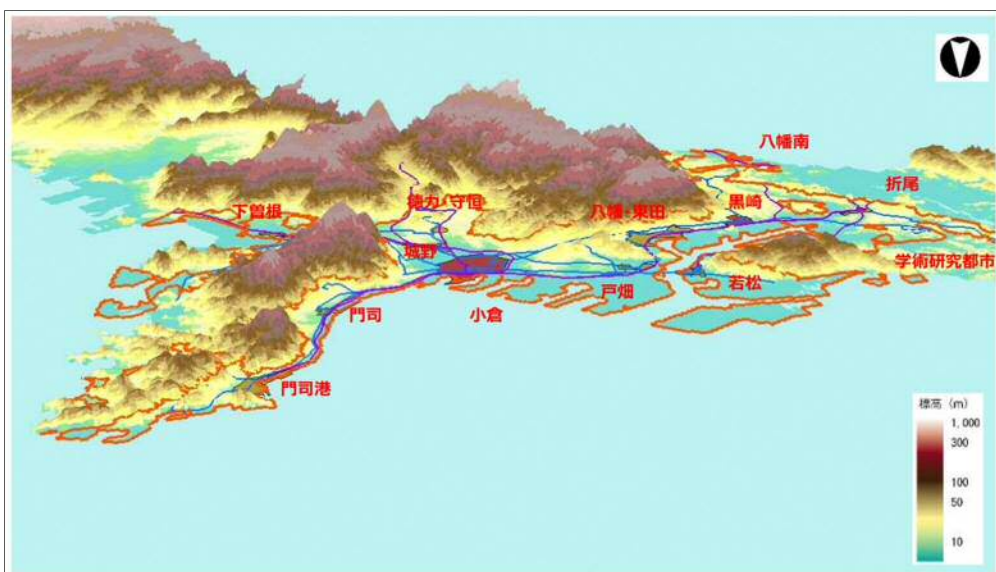 八幡南
折尾
黒崎
徳力・守恒
八幡・東田
下曽根
城野
学術研究都市
若松
戸畑
小倉
門司
門司港
標高（m）
1,000
300
100
50
10